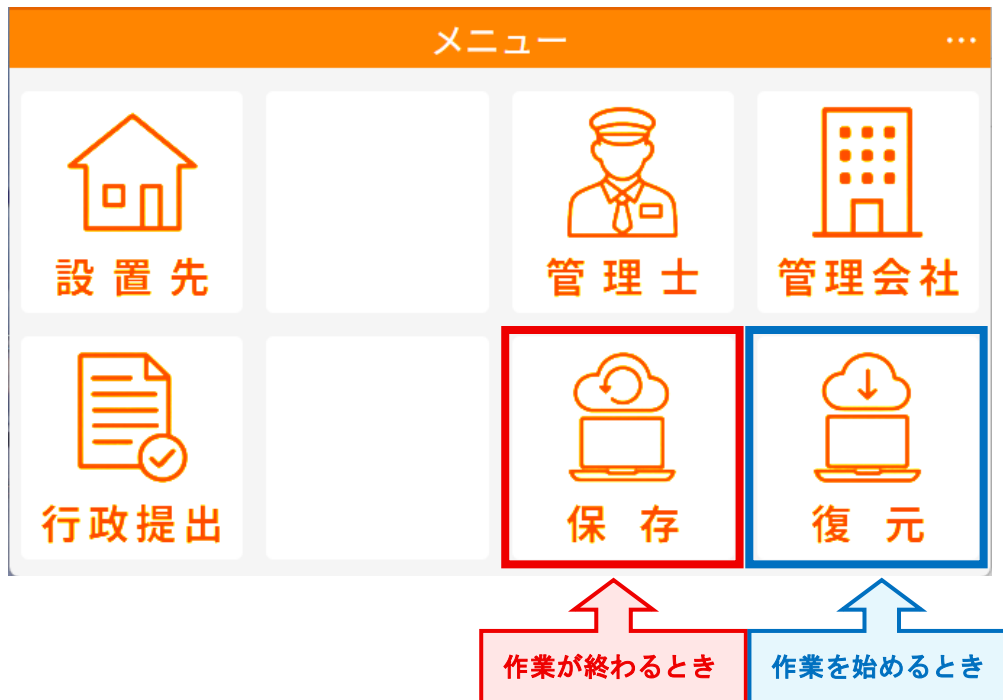 メニュー
…
設置先
管理士
管理会社
行政提出
保存
復元
作業が終わるとき
作業を始めるとき